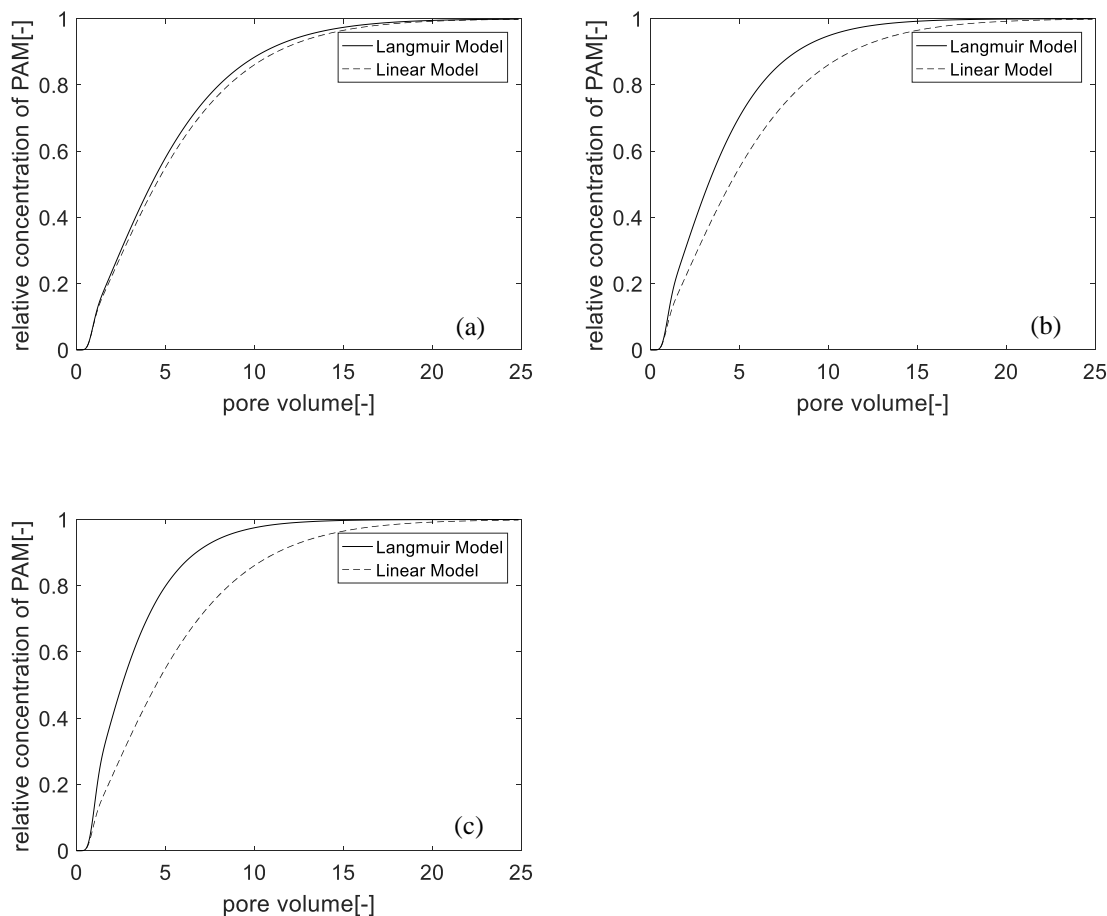 relative concentration of PAM[-]
1
0.8
0.6
0.4
0.2
0
Langmuir Model
Linear Model
(a)
0 5 10 15 20 25
pore volume[-]
relative concentration of PAM[-]
1
0.8
0.6
0.4
0.2
0
Langmuir Model
Linear Model
(b)
0 5 10 15 20 25
pore volume[-]
relative concentration of PAM[-]
1
0.8
0.6
0.4
0.2
0
Langmuir Model
Linear Model
(c)
0 5 10 15 20 25
pore volume[-]